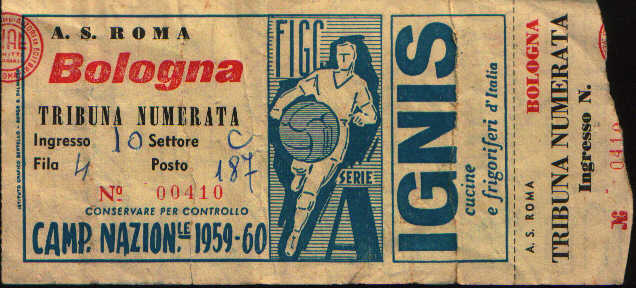 A. S. ROMA
Bologna
TRIBUNA NUMERATA
Ingresso 10 Settore C
Fila 4 Posto 187
Nº 00410
CONSERVARE PER CONTROLLO
CAMP. NAZION.LE 1959-60
FIGC
SERIE
A
IGNIS
cucine
e frigoriferi d'Italia
A. S. ROMA
BOLOGNA
TRIBUNA NUMERATA
Ingresso N.
№ 0410